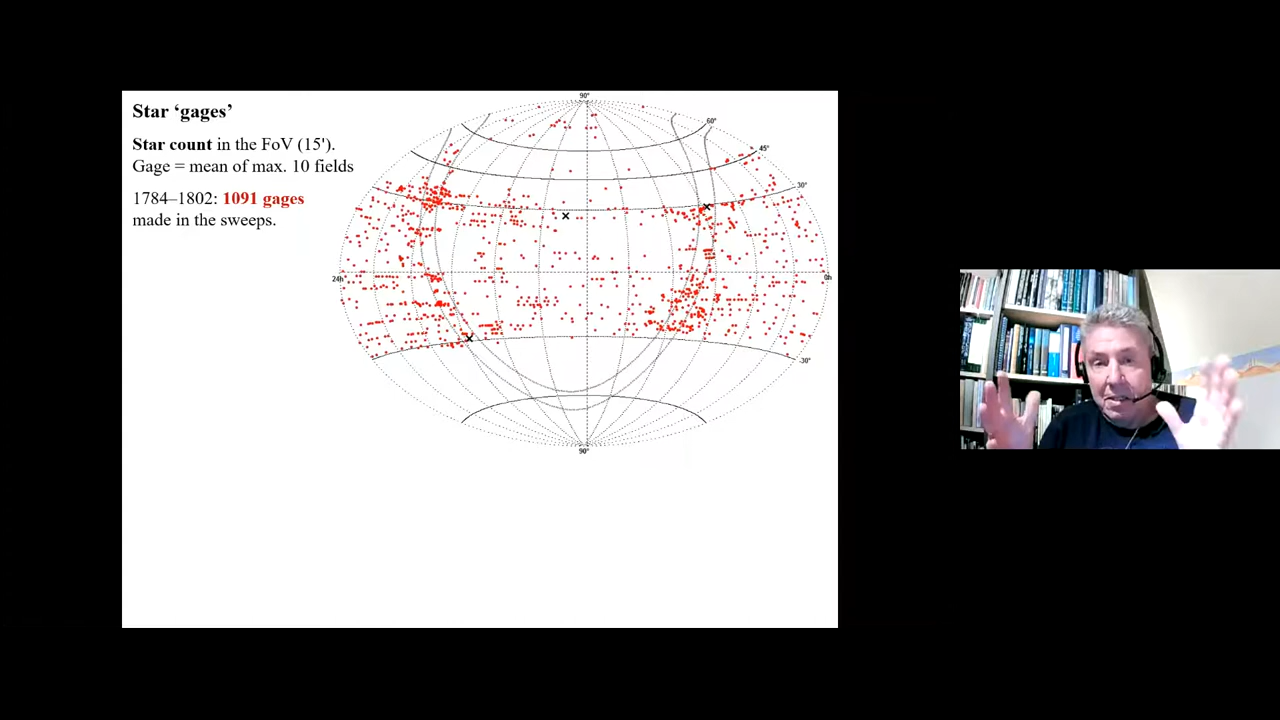 Star ‘gages’
Star count in the FoV (15').
Gage = mean of max. 10 fields
1784–1802: 1091 gages
made in the sweeps.
90°
60°
45°
30°
24h
0h
-30°
90°